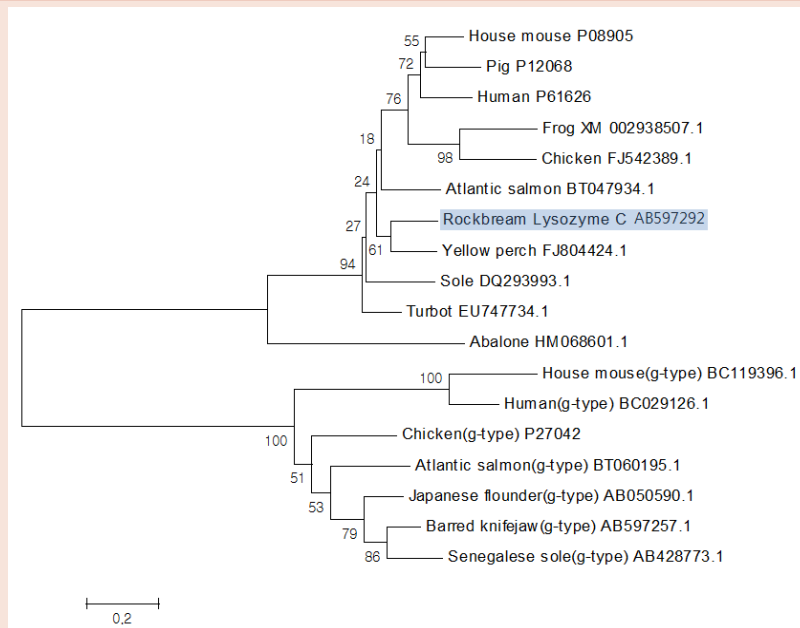 House mouse P08905
55
Pig P12068
72
Human P61626
76
Frog XM 002938507.1
98
Chicken FJ542389.1
18
Atlantic salmon BT047934.1
24
Rockbream Lysozyme C AB597292
27
61
Yellow perch FJ804424.1
94
Sole DQ293993.1
Turbot EU747734.1
Abalone HM068601.1
House mouse(g-type) BC119396.1
100
Human(g-type) BC029126.1
100
Chicken(g-type) P27042
51
Atlantic salmon(g-type) BT060195.1
53
Japanese flounder(g-type) AB050590.1
79
Barred knifejaw(g-type) AB597257.1
86
Senegalese sole(g-type) AB428773.1
0.2